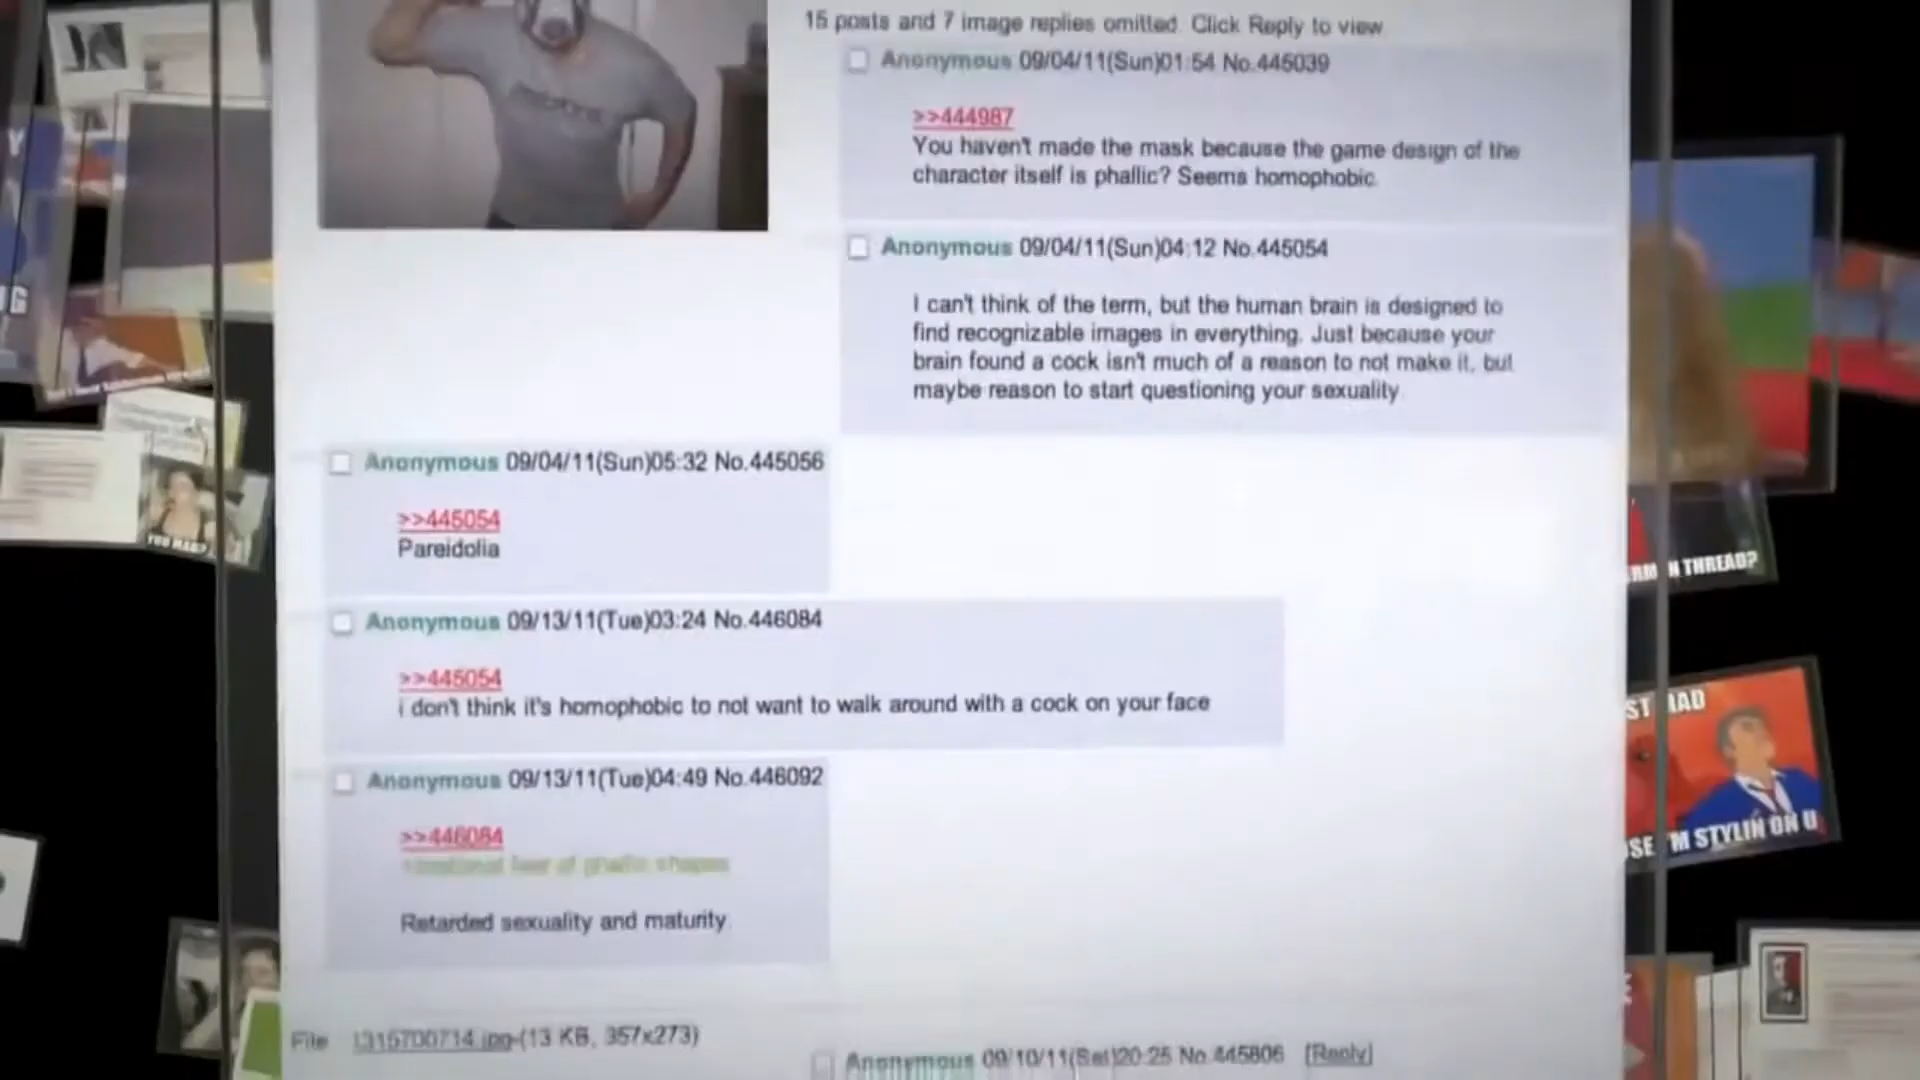 15 posts and 7 image replies omitted. Click Reply to view.
Anonymous 09/04/11(Sun)01:54 No.445039
>>444987
You haven't made the mask because the game design of the
character itself is phallic? Seems homophobic.
Anonymous 09/04/11(Sun)04:12 No.445054
I can't think of the term, but the human brain is designed to
find recognizable images in everything. Just because your
brain found a cock isn't much of a reason to not make it, but
maybe reason to start questioning your sexuality.
Anonymous 09/04/11(Sun)05:32 No.445056
>>445054
Pareidolia
Anonymous 09/13/11(Tue)03:24 No.446084
>>445054
i don't think it's homophobic to not want to walk around with a cock on your face
Anonymous 09/13/11(Tue)04:49 No.446092
>>446084
>irrational fear of phallic shapes
Retarded sexuality and maturity.
File 1315700714.jpg-(13 KB, 357x273)
Anonymous 09/10/11(Sat)20:25 No.445806 [Reply]
Y
G
YOU MAD?
N THREAD?
ST MAD
SE I'M STYLIN ON U